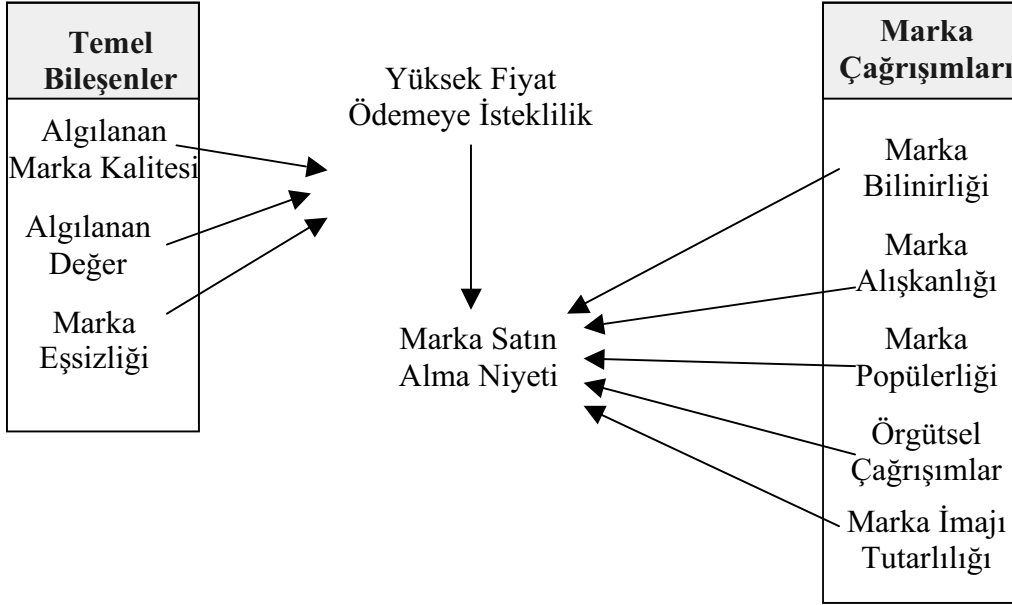 Temel
Bileşenler
Algılanan
Marka Kalitesi
Algılanan
Değer
Marka
Eşsizliği
Yüksek Fiyat
Ödemeye İsteklilik
Marka Satın
Alma Niyeti
Marka
Çağrışımları
Marka
Bilinirliği
Marka
Alışkanlığı
Marka
Popülerliği
Örgütsel
Çağrışımlar
Marka İmajı
Tutarlılığı